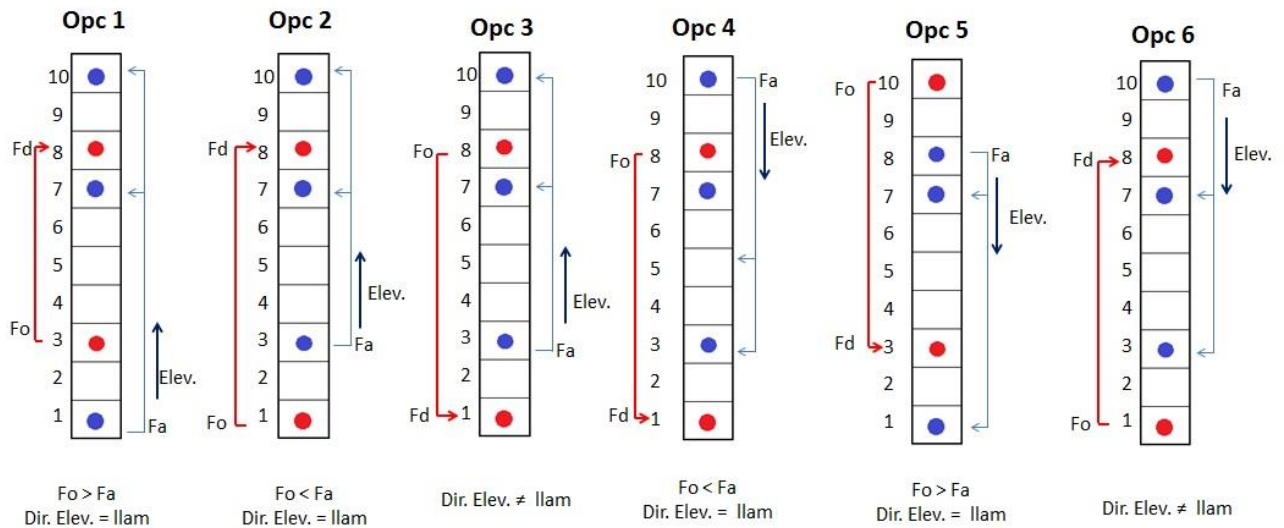 Opc 1
10
9
Fd 8
7
6
5
4
Fo 3
2
1
Elev.
Fa
Fo > Fa
Dir. Elev. = llam
Opc 2
10
9
Fd 8
7
6
5
4
3
2
Fo 1
Elev.
Fa
Fo < Fa
Dir. Elev. = llam
Opc 3
10
9
Fo 8
7
6
5
4
3
2
Fd 1
Elev.
Fa
Dir. Elev. ≠ llam
Opc 4
10
9
Fo 8
7
6
5
4
3
2
Fd 1
Fa
Elev.
Fo < Fa
Dir. Elev. = llam
Opc 5
Fo 10
9
8
7
6
5
4
Fd 3
2
1
Fa
Elev.
Fo > Fa
Dir. Elev. = llam
Opc 6
10
9
Fd 8
7
6
5
4
3
2
Fo 1
Fa
Elev.
Dir. Elev. ≠ llam